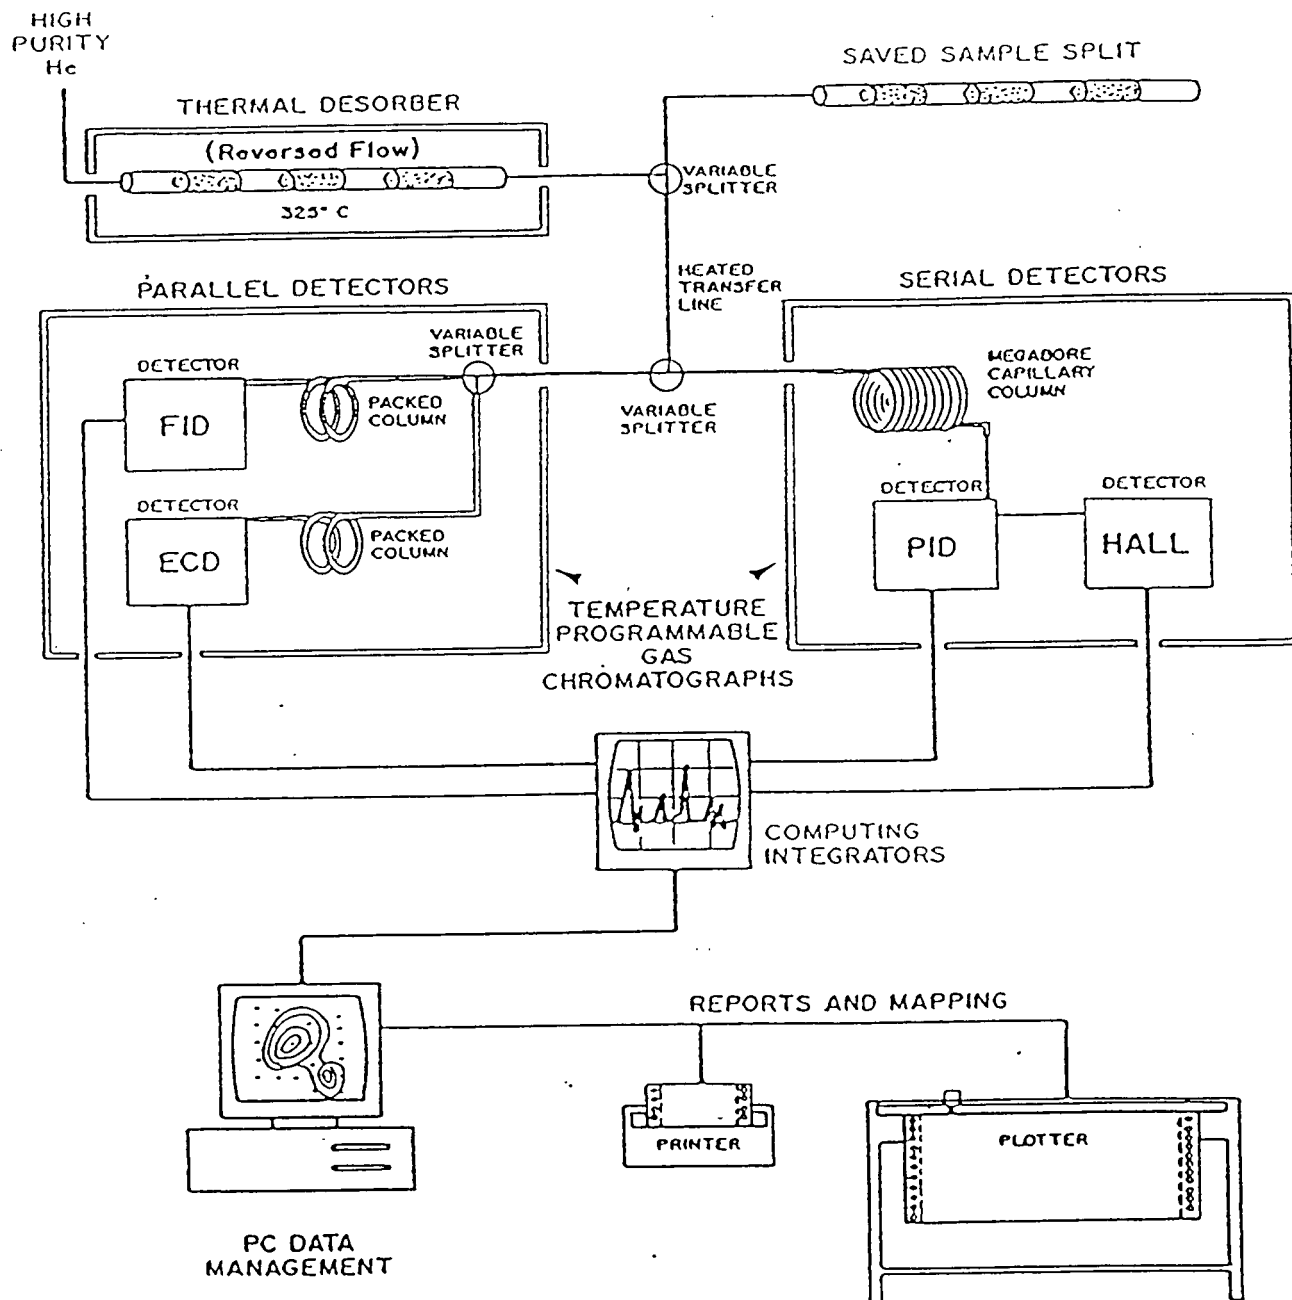 HIGH
PURITY
He
SAVED SAMPLE SPLIT
THERMAL DESORBER
(Reversed Flow)
325° C
VARIABLE
SPLITTER
HEATED
TRANSFER
LINE
PARALLEL DETECTORS
SERIAL DETECTORS
VARIABLE
SPLITTER
DETECTOR
FID
PACKED
COLUMN
VARIABLE
SPLITTER
MEGABORE
CAPILLARY
COLUMN
DETECTOR
ECD
PACKED
COLUMN
DETECTOR
PID
DETECTOR
HALL
TEMPERATURE
PROGRAMMABLE
GAS
CHROMATOGRAPHS
COMPUTING
INTEGRATORS
REPORTS AND MAPPING
PRINTER
PLOTTER
PC DATA
MANAGEMENT